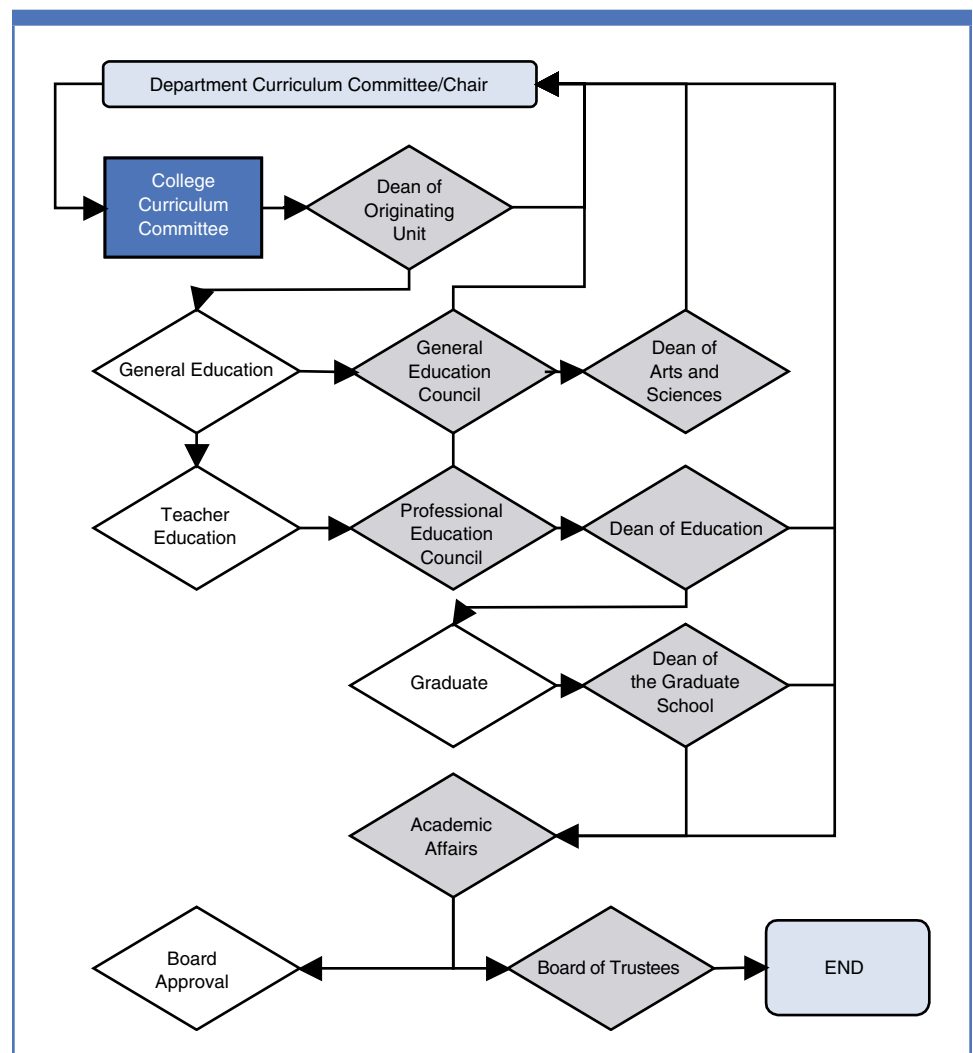 Department Curriculum Committee/Chair
College
Curriculum
Committee
Dean of
Originating
Unit
General Education
General
Education
Council
Dean of
Arts and
Sciences
Teacher
Education
Professional
Education
Council
Dean of Education
Graduate
Dean of
the Graduate
School
Academic
Affairs
Board
Approval
Board of Trustees
END